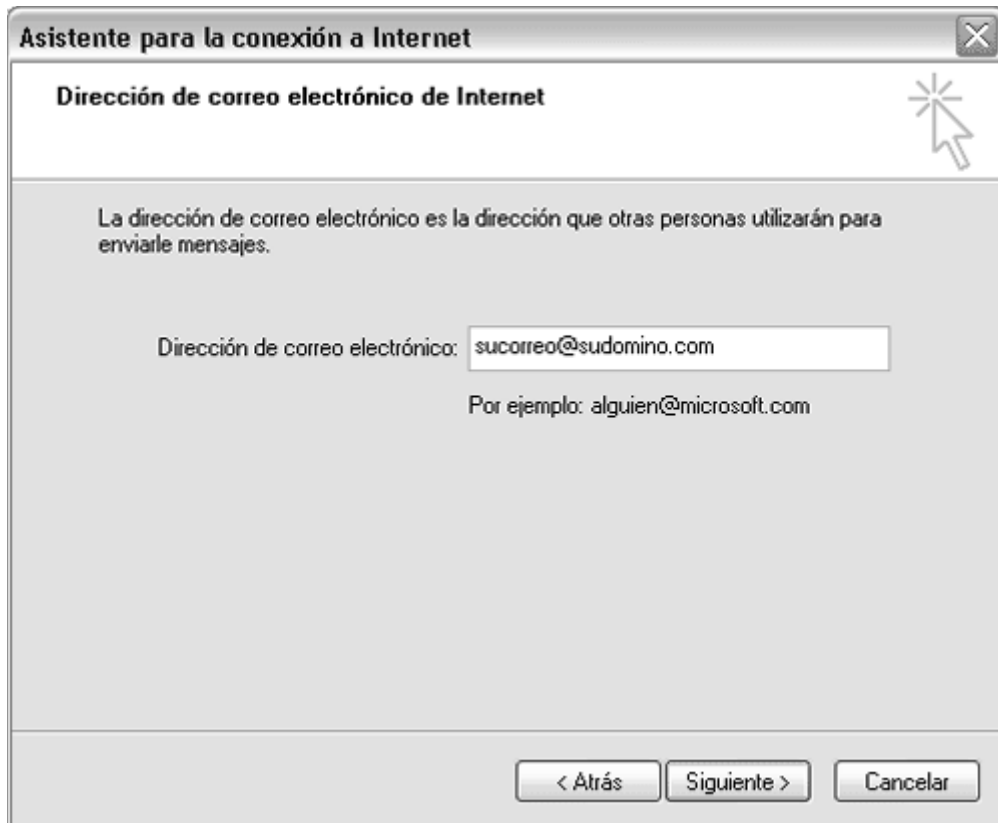 Asistente para la conexión a Internet
Dirección de correo electrónico de Internet
La dirección de correo electrónico es la dirección que otras personas utilizarán para
enviarle mensajes.
Dirección de correo electrónico: sucorreo@sudomino.com
Por ejemplo: alguien@microsoft.com
< Atrás Siguiente > Cancelar